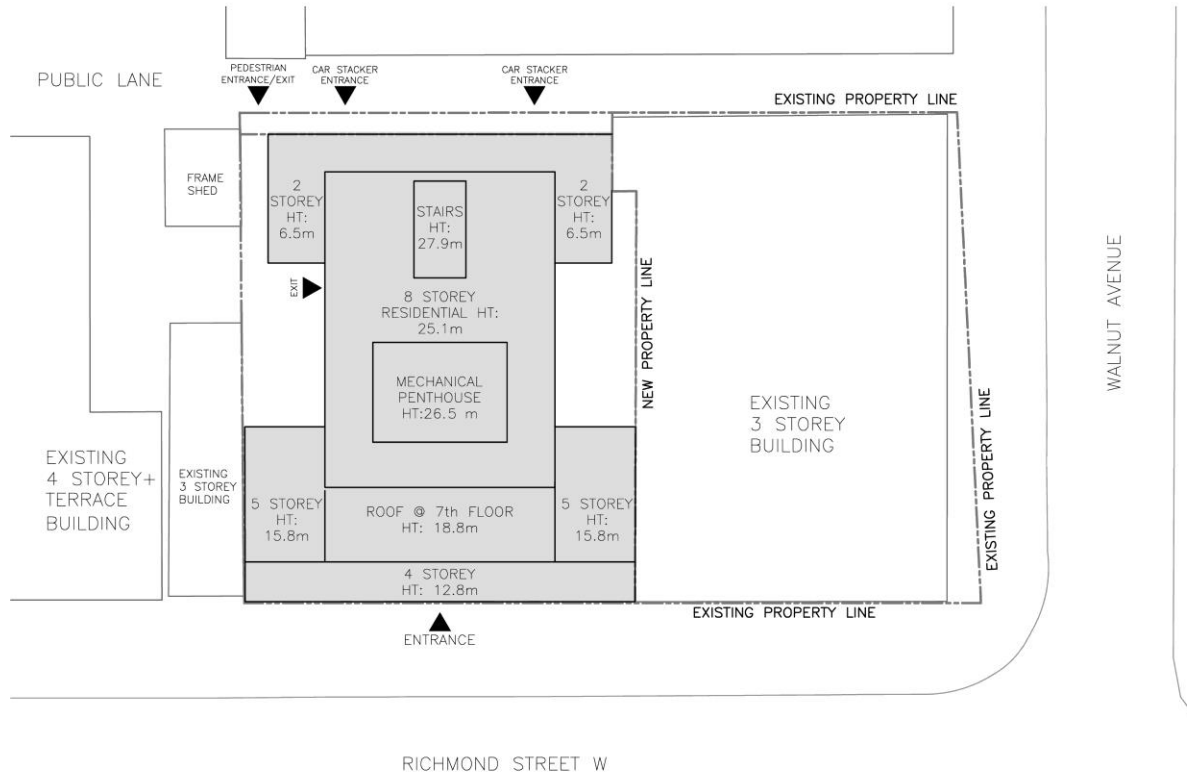 PUBLIC LANE
PEDESTRIAN
ENTRANCE/EXIT
CAR STACKER
ENTRANCE
CAR STACKER
ENTRANCE
EXISTING PROPERTY LINE
FRAME
SHED
2
STOREY
HT:
6.5m
STAIRS
HT:
27.9m
2
STOREY
HT:
6.5m
EXIT
8 STOREY
RESIDENTIAL HT:
25.1m
NEW PROPERTY LINE
WALNUT AVENUE
MECHANICAL
PENTHOUSE
HT:26.5 m
EXISTING
3 STOREY
BUILDING
EXISTING PROPERTY LINE
EXISTING
4 STOREY+
TERRACE
BUILDING
EXISTING
3 STOREY
BUILDING
5 STOREY
HT:
15.8m
ROOF @ 7th FLOOR
HT: 18.8m
5 STOREY
HT:
15.8m
4 STOREY
HT: 12.8m
EXISTING PROPERTY LINE
ENTRANCE
RICHMOND STREET W